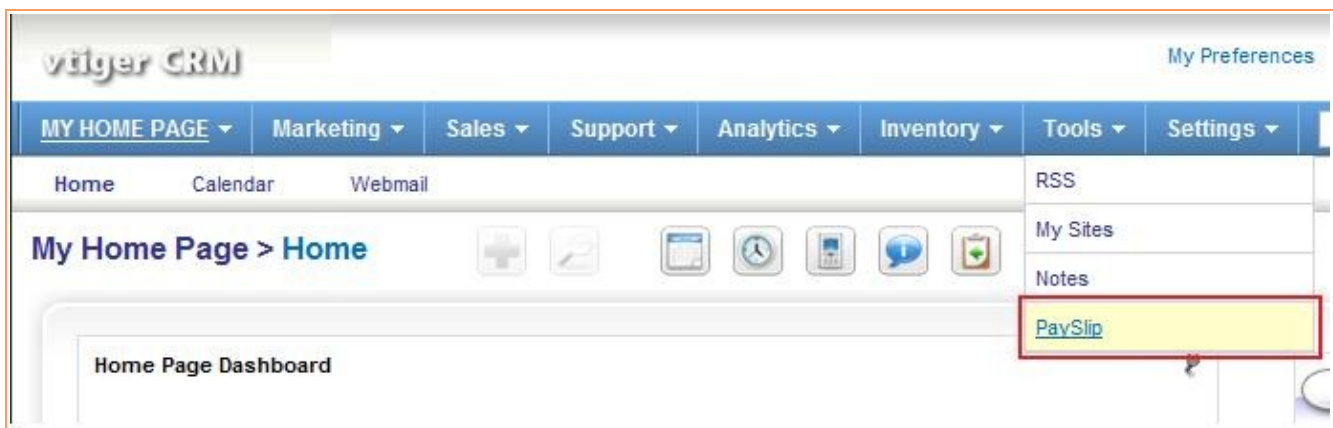 vtiger CRM
My Preferences
MY HOME PAGE Marketing Sales Support Analytics Inventory Tools Settings
Home Calendar Webmail
RSS
My Home Page > Home
My Sites
Notes
PaySlip
Home Page Dashboard